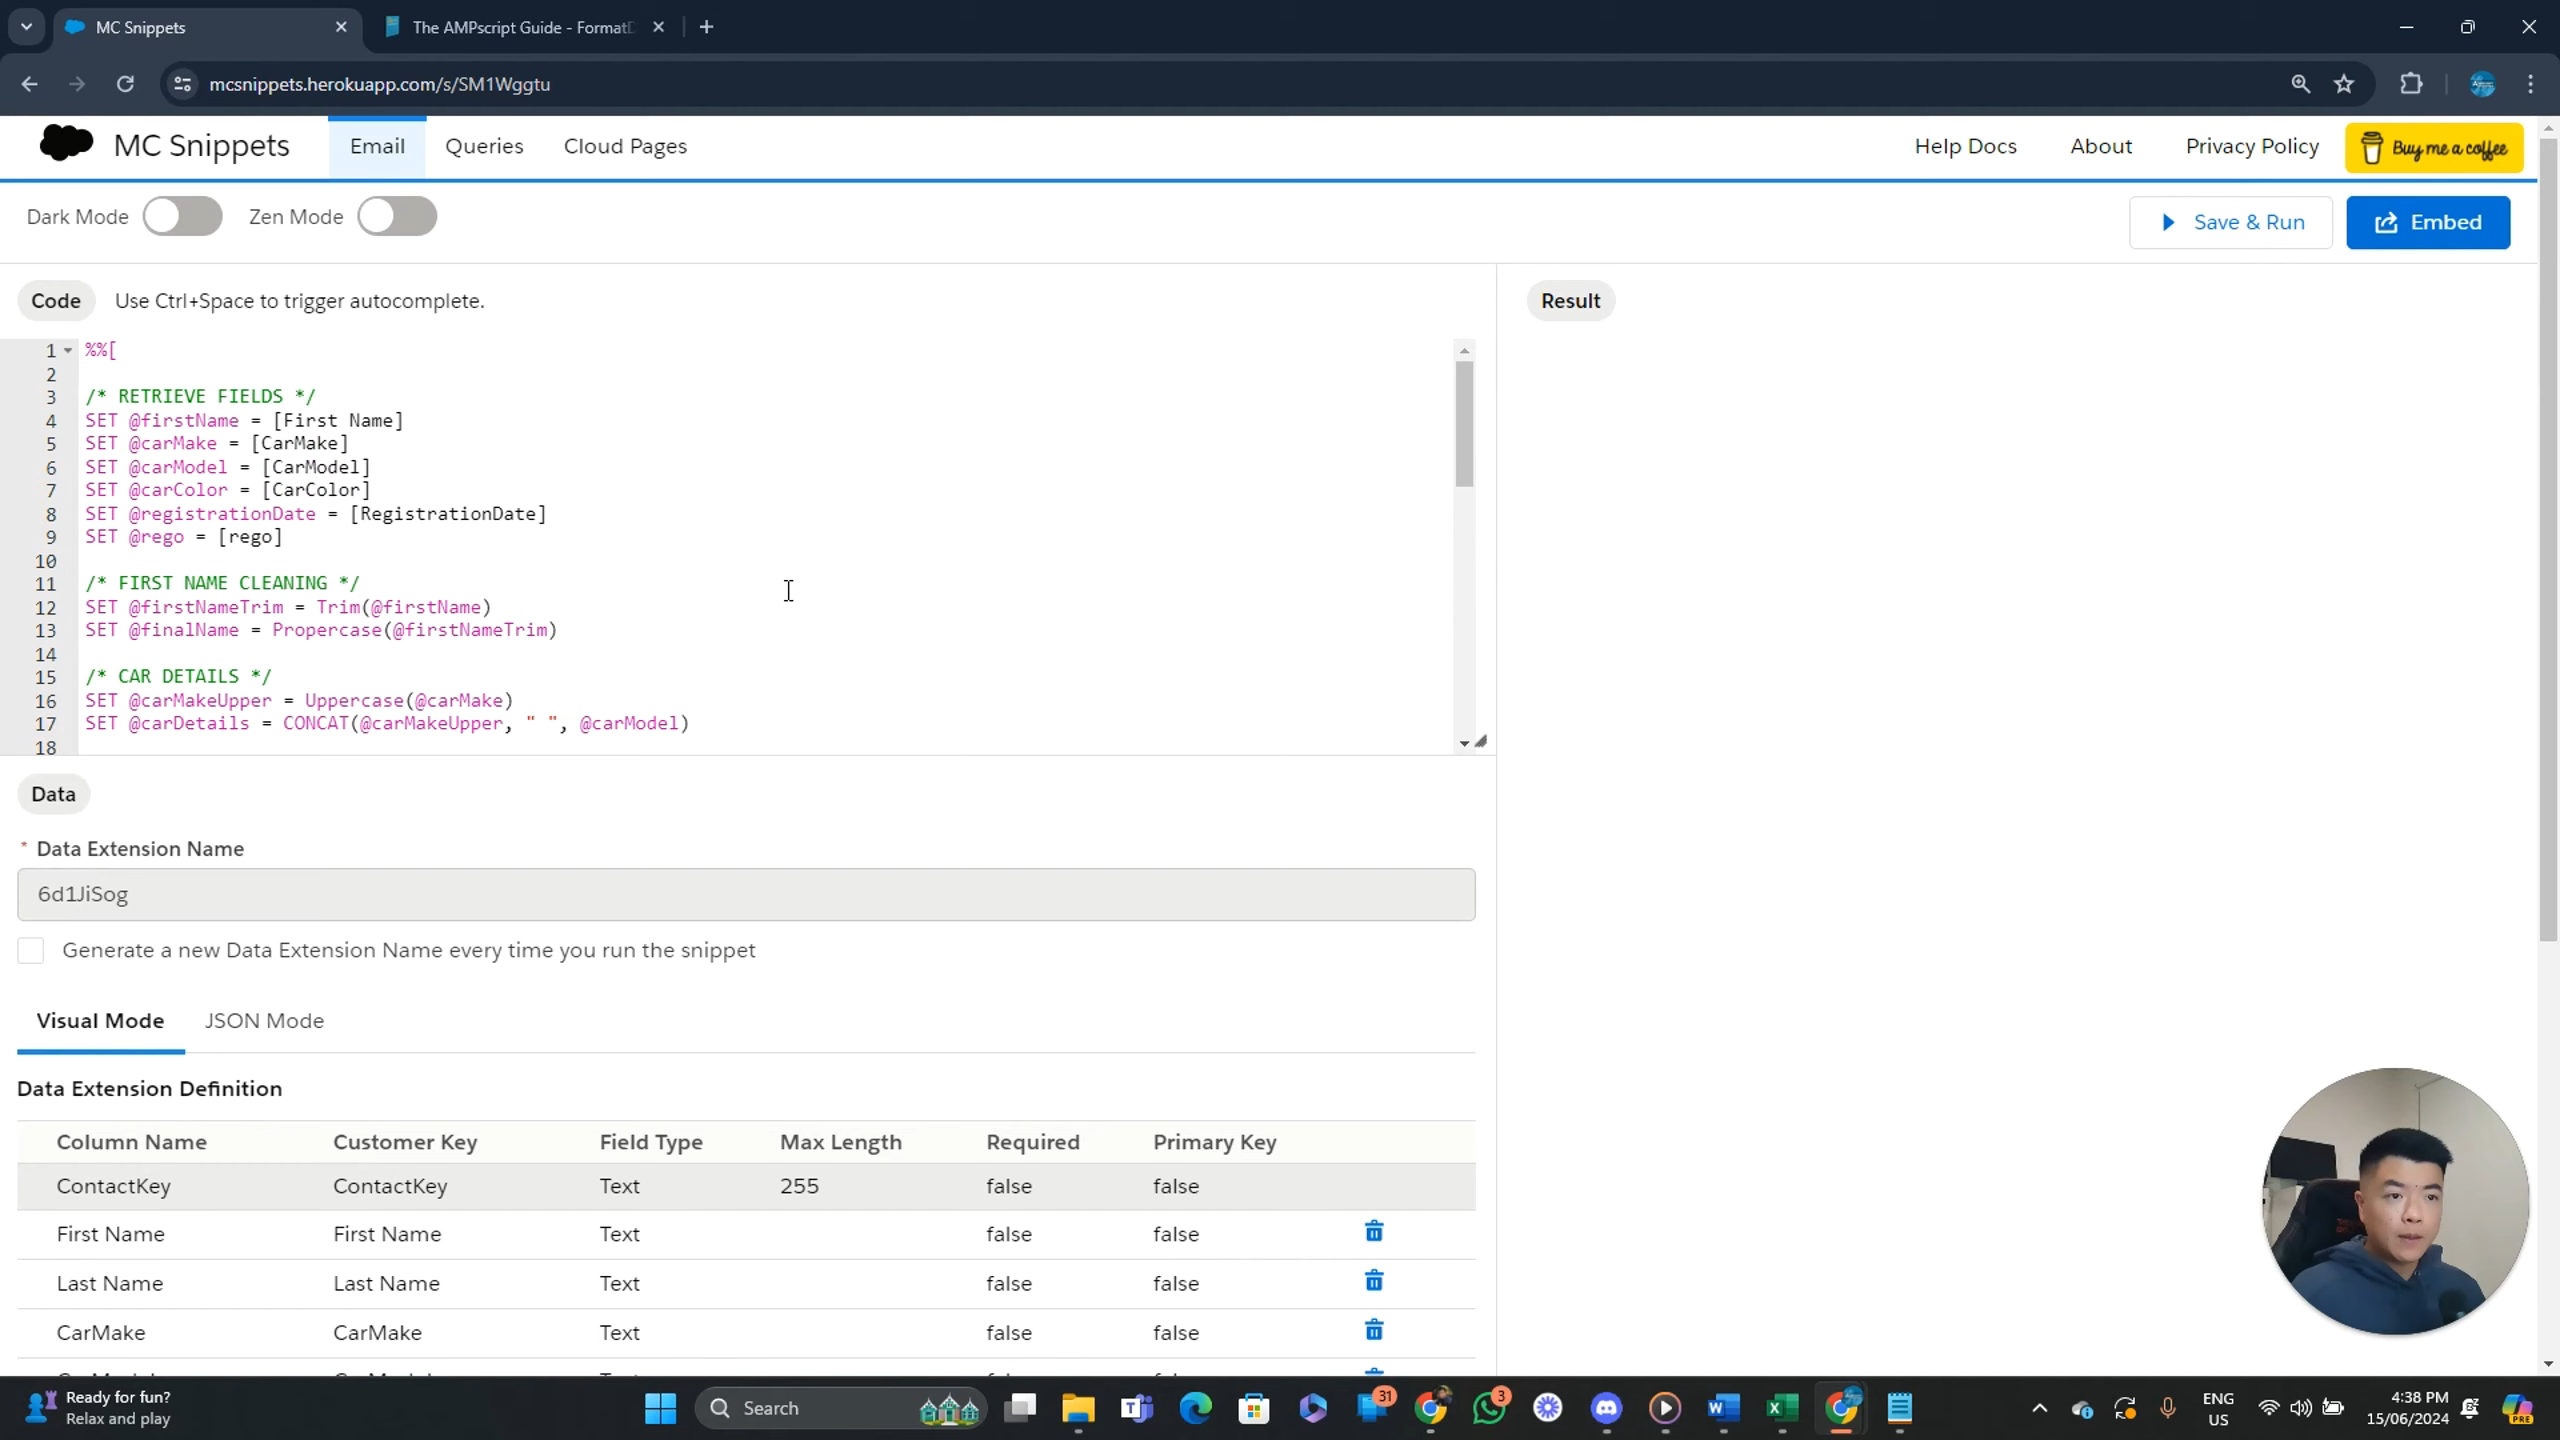 MC Snippets
The AMPscript Guide - FormatD
mcsnippets.herokuapp.com/s/SM1Wggtu
MC Snippets
Email
Queries
Cloud Pages
Help Docs
About
Privacy Policy
Buy me a coffee
Dark Mode
Zen Mode
Save & Run
Embed
Code
Use Ctrl+Space to trigger autocomplete.
Result
1 %%[
2
3 /* RETRIEVE FIELDS */
4 SET @firstName = [First Name]
5 SET @carMake = [CarMake]
6 SET @carModel = [CarModel]
7 SET @carColor = [CarColor]
8 SET @registrationDate = [RegistrationDate]
9 SET @rego = [rego]
10
11 /* FIRST NAME CLEANING */
12 SET @firstNameTrim = Trim(@firstName)
13 SET @finalName = Propercase(@firstNameTrim)
14
15 /* CAR DETAILS */
16 SET @carMakeUpper = Uppercase(@carMake)
17 SET @carDetails = CONCAT(@carMakeUpper, " ", @carModel)
18
Data
* Data Extension Name
6d1JiSog
Generate a new Data Extension Name every time you run the snippet
Visual Mode
JSON Mode
Data Extension Definition
Column Name Customer Key Field Type Max Length Required Primary Key
ContactKey ContactKey Text 255 false false
First Name First Name Text false false
Last Name Last Name Text false false
CarMake CarMake Text false false
Ready for fun?
Relax and play
Search
31
3
ENG
US
4:38 PM
15/06/2024
PRE